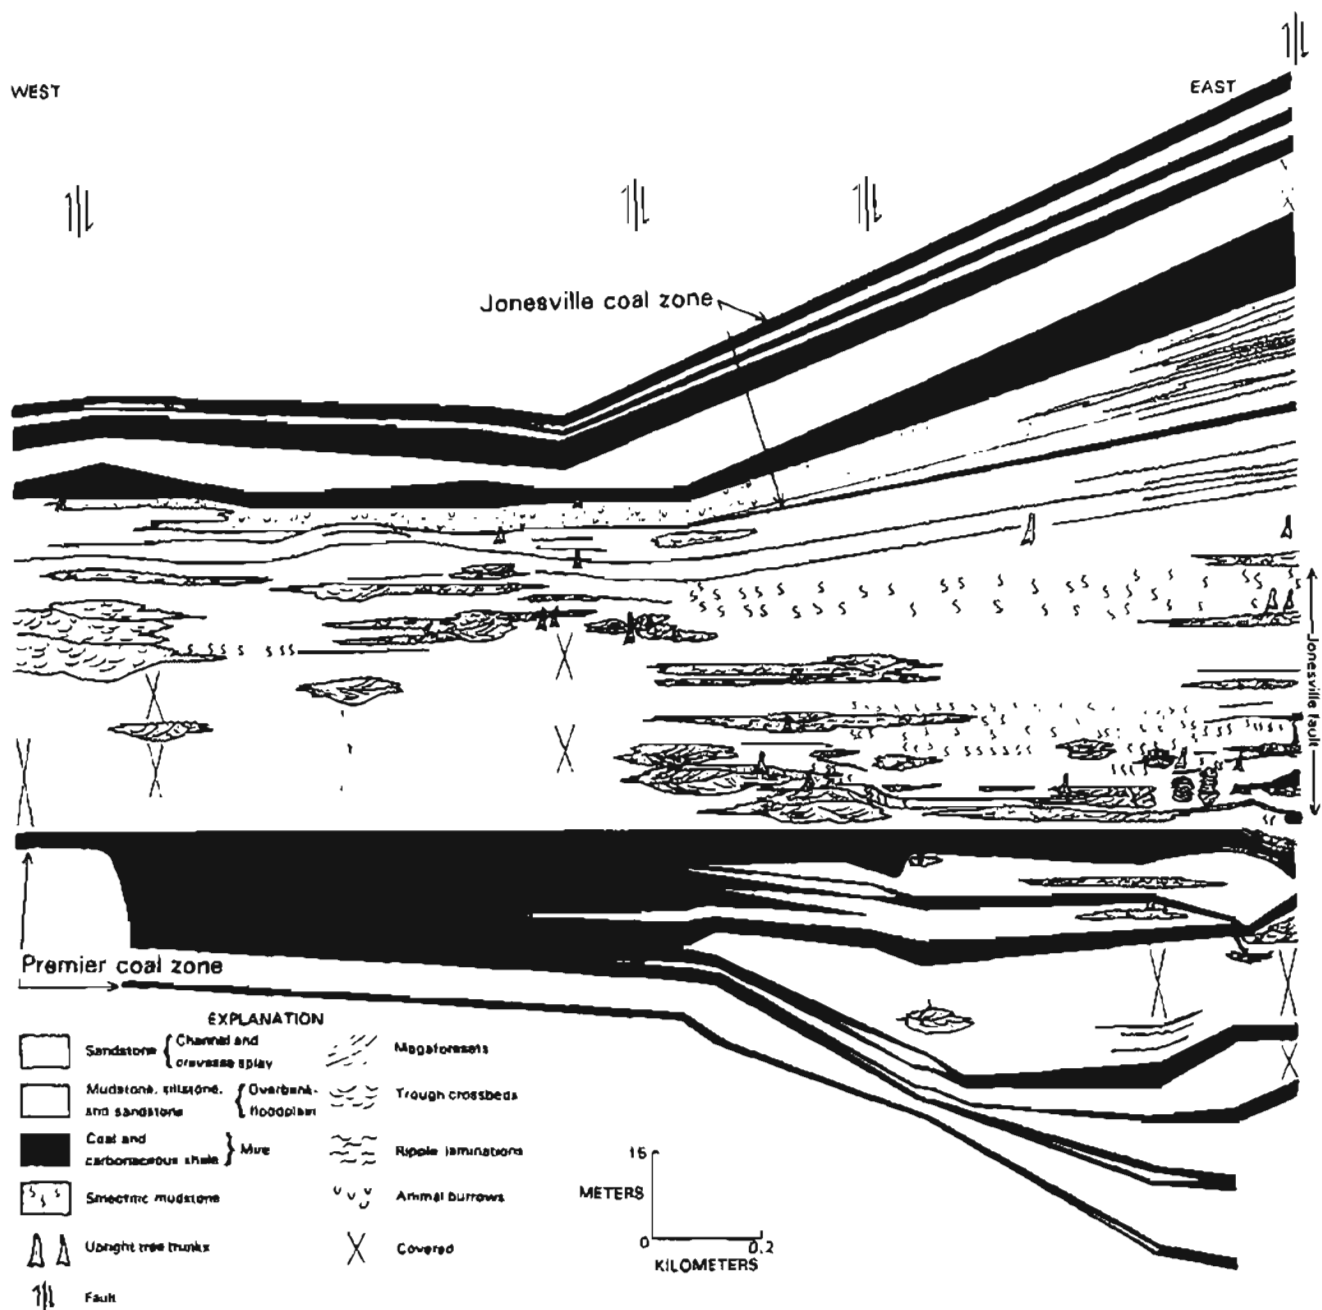 WEST
EAST
Jonesville coal zone
Jonesville fault
Premier coal zone
EXPLANATION
Sandstone { Channel and
crevasse splay
Mudstone, siltstone,
and sandstone { Overbank-
floodplain
Coal and
carbonaceous shale } Mire
Smectitic mudstone
Upright tree trunks
Fault
Megaforesets
Trough crossbeds
Ripple laminations
Animal burrows
Covered
15
METERS
0
0.2
KILOMETERS